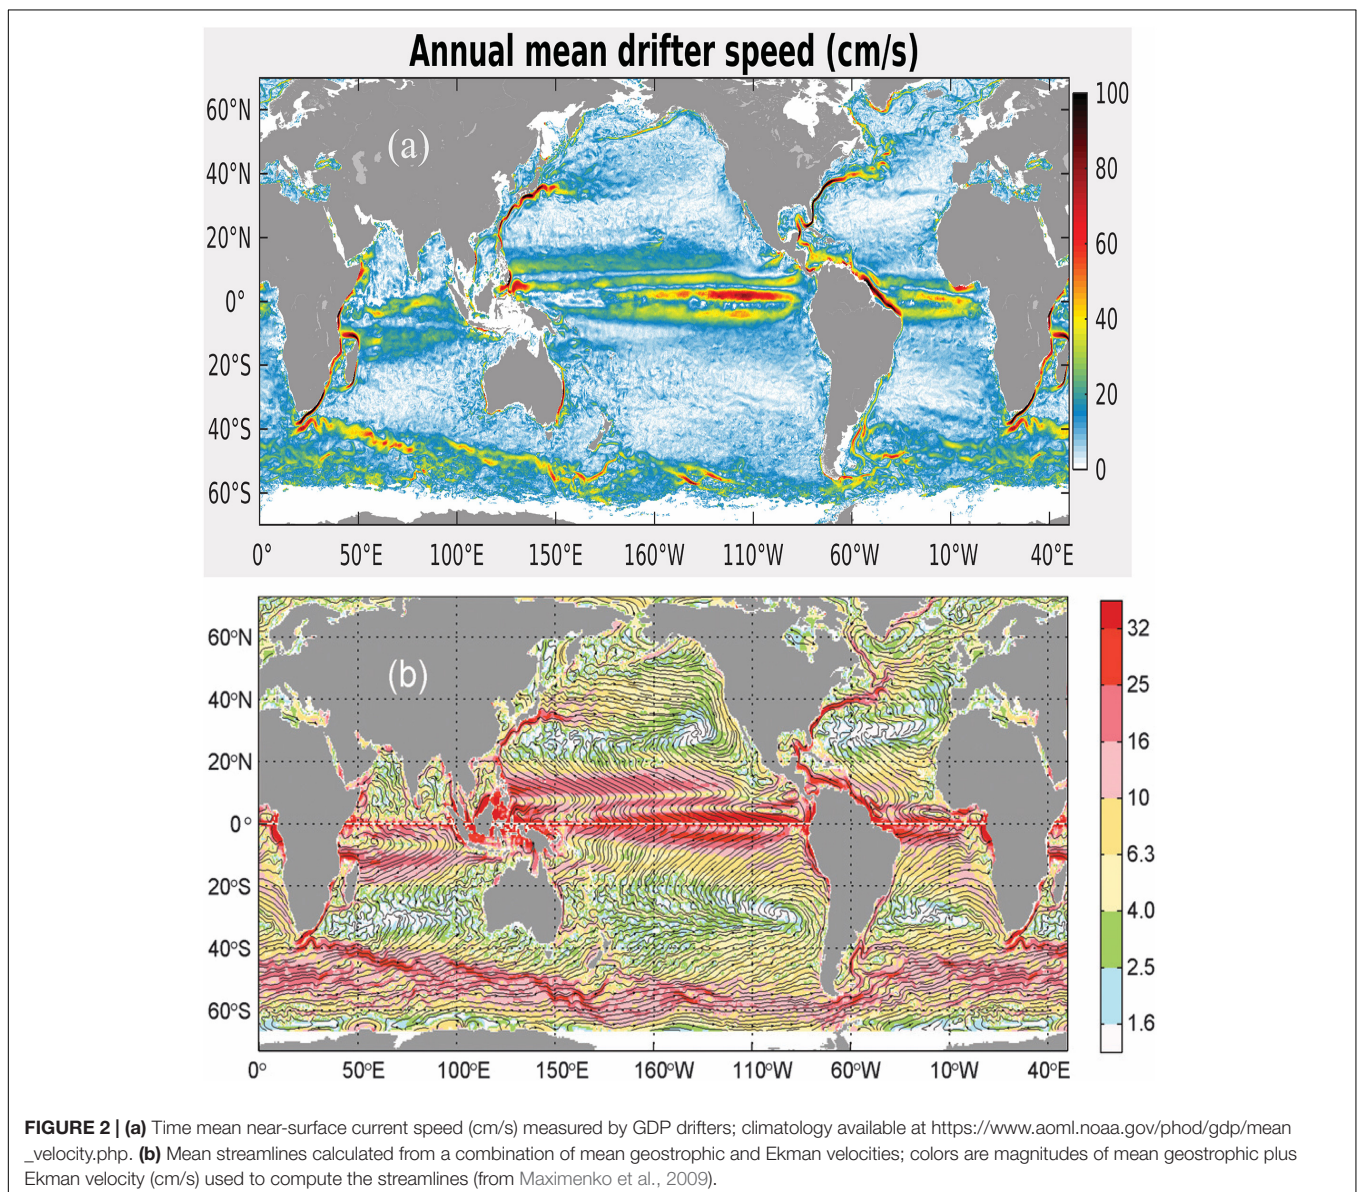 Annual mean drifter speed (cm/s)
(a)
60°N
40°N
20°N
0°
20°S
40°S
60°S
0° 50°E 100°E 150°E 160°W 110°W 60°W 10°W 40°E
100
80
60
40
20
0
(b)
60°N
40°N
20°N
0°
20°S
40°S
60°S
0° 50°E 100°E 150°E 160°W 110°W 60°W 10°W 40°E
32
25
16
10
6.3
4.0
2.5
1.6
FIGURE 2 | (a) Time mean near-surface current speed (cm/s) measured by GDP drifters; climatology available at https://www.aoml.noaa.gov/phod/gdp/mean
_velocity.php. (b) Mean streamlines calculated from a combination of mean geostrophic and Ekman velocities; colors are magnitudes of mean geostrophic plus
Ekman velocity (cm/s) used to compute the streamlines (from Maximenko et al., 2009).